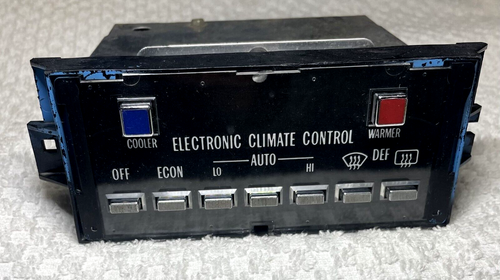 COOLER
WARMER
ELECTRONIC CLIMATE CONTROL
AUTO
OFF ECON LO HI DEF